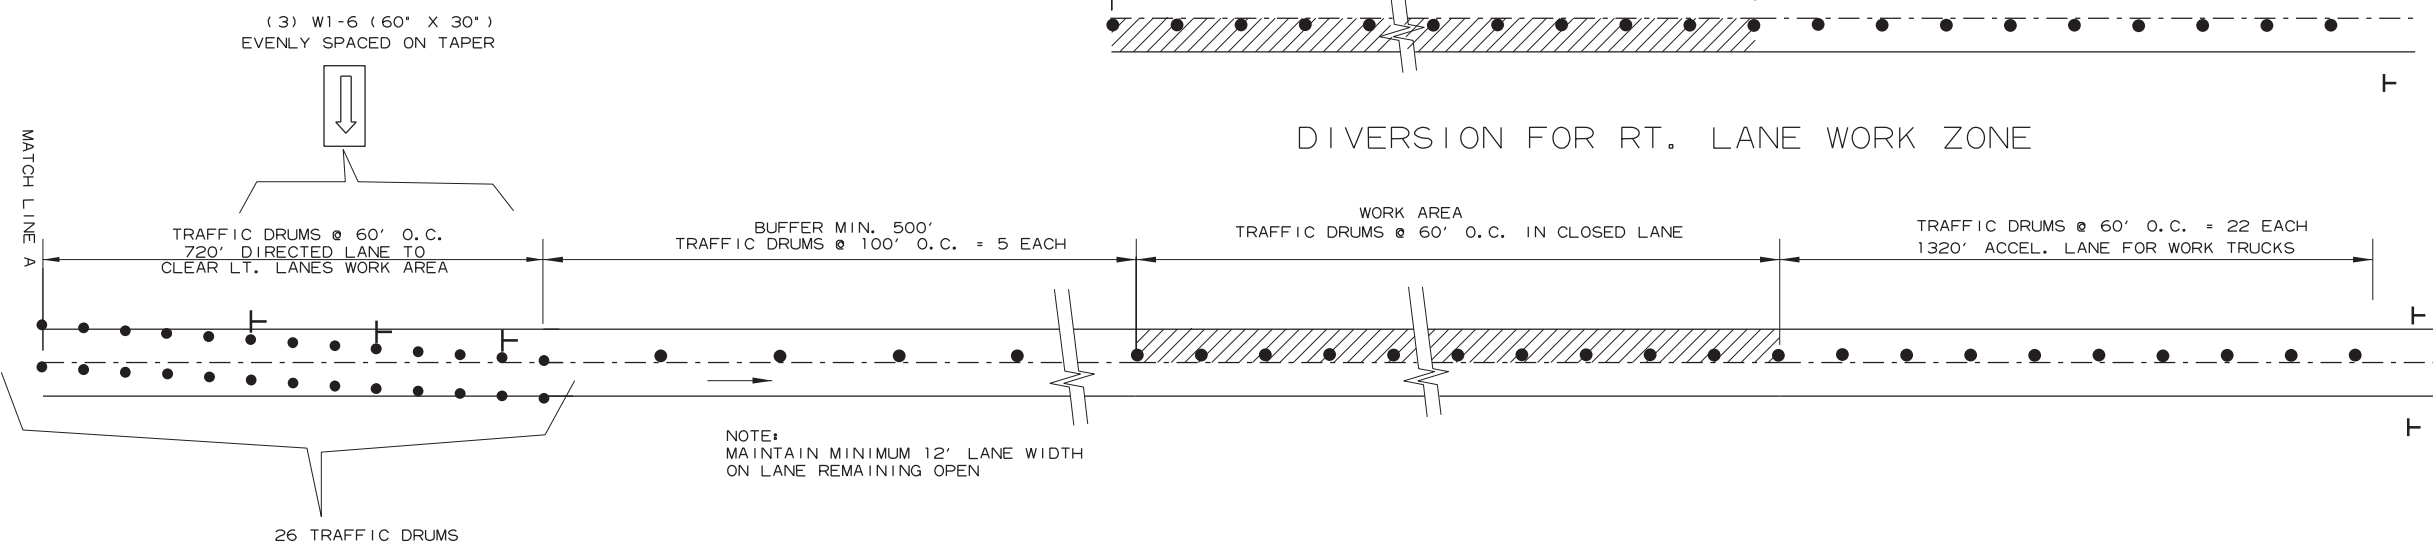 (3) W1-6 (60" X 30")
EVENLY SPACED ON TAPER
DIVERSION FOR RT. LANE WORK ZONE
MATCH LINE A
TRAFFIC DRUMS @ 60' O.C.
720' DIRECTED LANE TO
CLEAR LT. LANES WORK AREA
BUFFER MIN. 500'
TRAFFIC DRUMS @ 100' O.C. = 5 EACH
WORK AREA
TRAFFIC DRUMS @ 60' O.C. IN CLOSED LANE
TRAFFIC DRUMS @ 60' O.C. = 22 EACH
1320' ACCEL. LANE FOR WORK TRUCKS
NOTE:
MAINTAIN MINIMUM 12' LANE WIDTH
ON LANE REMAINING OPEN
26 TRAFFIC DRUMS